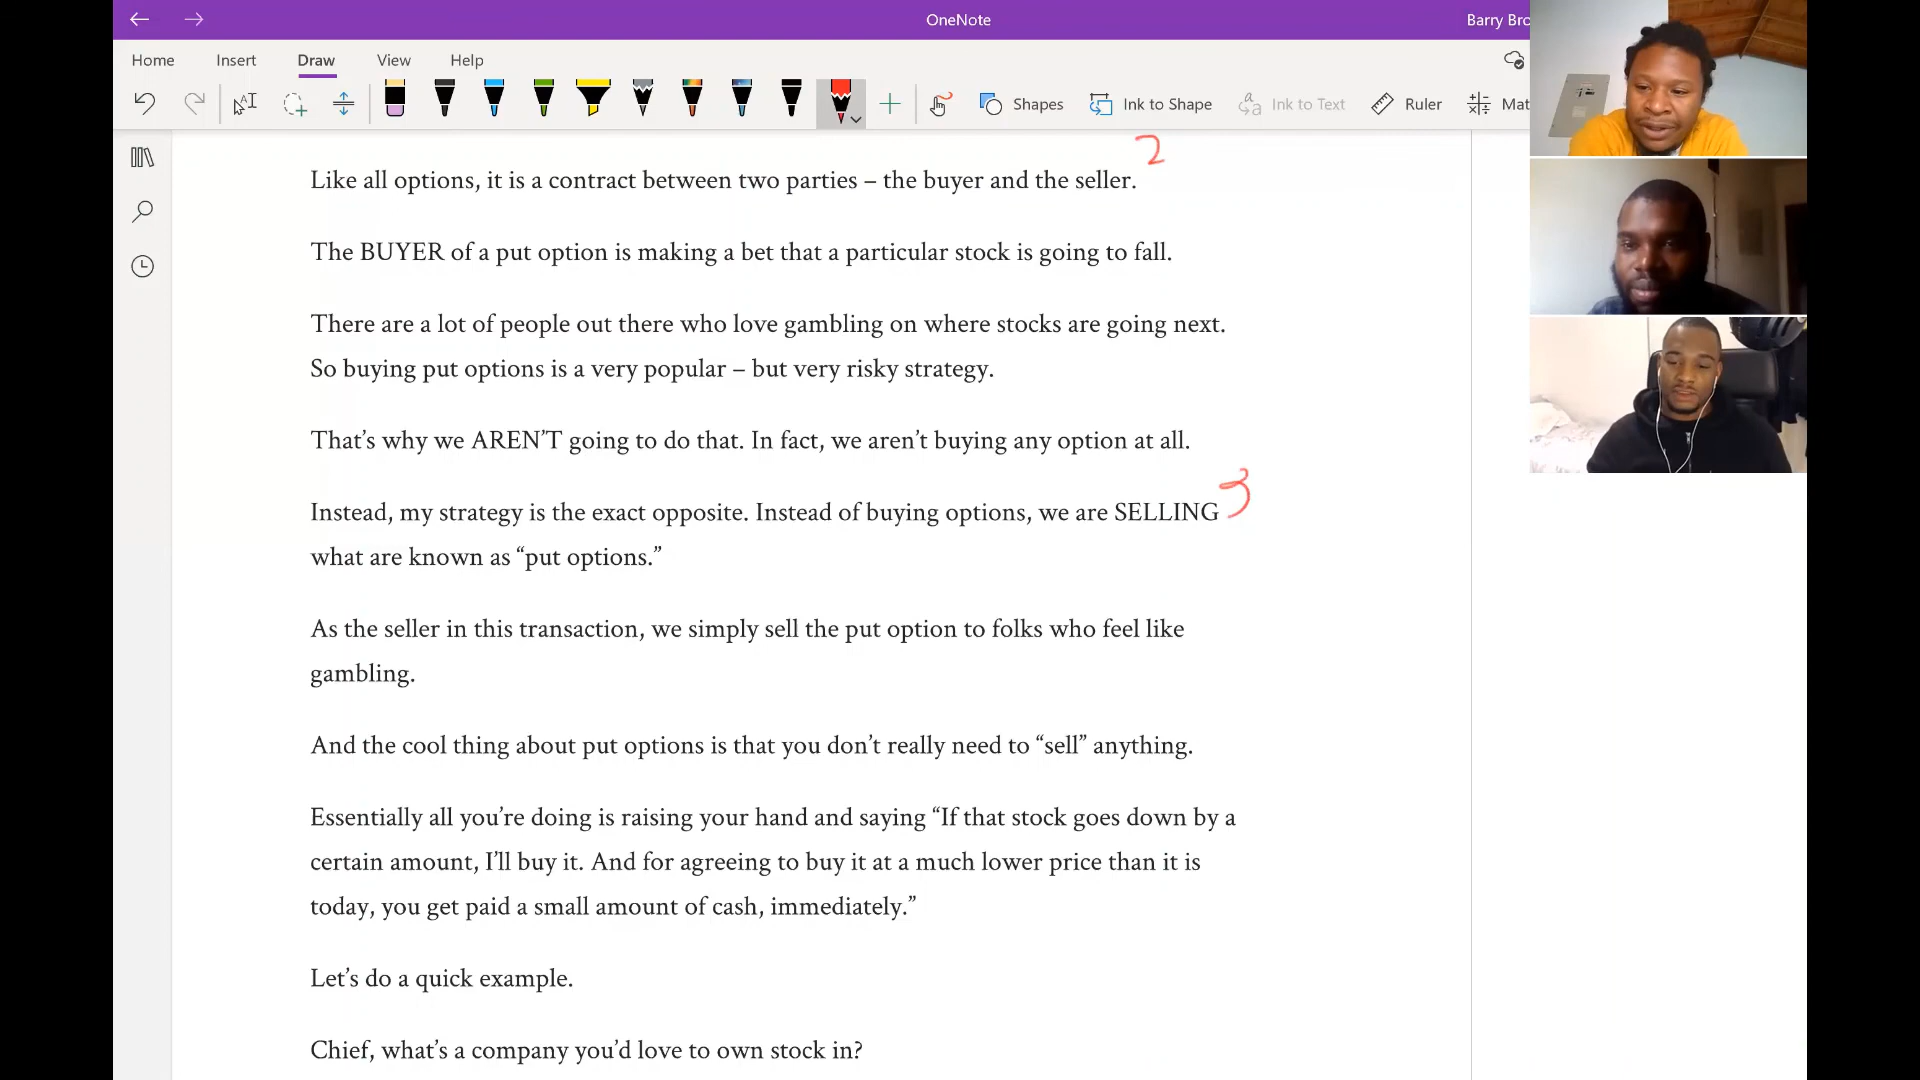 OneNote
Barry Bro
Home Insert Draw View Help
Shapes Ink to Shape Ink to Text Ruler Mat
2
Like all options, it is a contract between two parties – the buyer and the seller.
The BUYER of a put option is making a bet that a particular stock is going to fall.
There are a lot of people out there who love gambling on where stocks are going next.
So buying put options is a very popular – but very risky strategy.
That’s why we AREN’T going to do that. In fact, we aren’t buying any option at all.
3
Instead, my strategy is the exact opposite. Instead of buying options, we are SELLING
what are known as “put options.”
As the seller in this transaction, we simply sell the put option to folks who feel like
gambling.
And the cool thing about put options is that you don’t really need to “sell” anything.
Essentially all you’re doing is raising your hand and saying “If that stock goes down by a
certain amount, I’ll buy it. And for agreeing to buy it at a much lower price than it is
today, you get paid a small amount of cash, immediately.”
Let’s do a quick example.
Chief, what’s a company you’d love to own stock in?